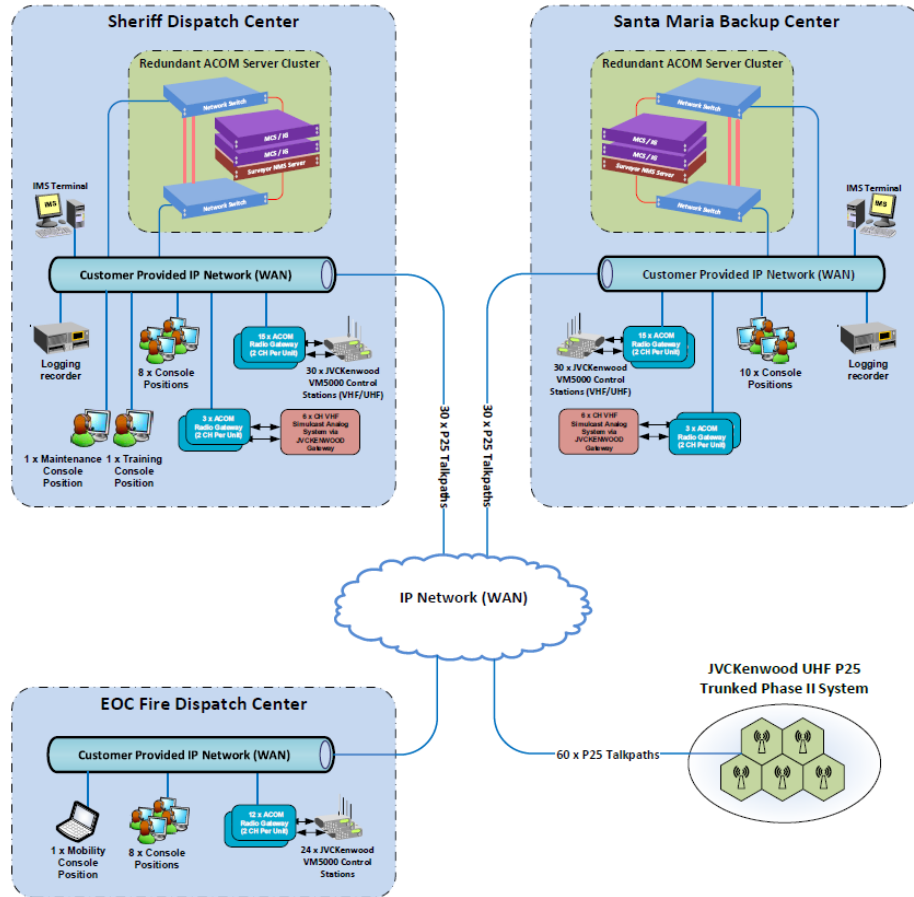 Sheriff Dispatch Center
Redundant ACOM Server Cluster
Network Switch
MCS / IG
MCS / IG
Surveyor NMS Server
Network Switch
IMS Terminal
IMS
Customer Provided IP Network (WAN)
Logging
recorder
8 x Console
Positions
15 x ACOM
Radio Gateway
(2 CH Per Unit)
30 x JVCKenwood
VM5000 Control
Stations (VHF/UHF)
1 x Maintenance
Console
Position
1 x Training
Console
Position
3 x ACOM
Radio Gateway
(2 CH Per Unit)
6 x CH VHF
Simulcast Analog
System via
JVCKENWOOD
Gateway
30 x P25 Talkpaths
Santa Maria Backup Center
Redundant ACOM Server Cluster
Network Switch
MCS / IG
MCS / IG
Surveyor NMS Server
Network Switch
IMS Terminal
IMS
Customer Provided IP Network (WAN)
30 x JVCKenwood
VM5000 Control
Stations (VHF/UHF)
15 x ACOM
Radio Gateway
(2 CH Per Unit)
10 x Console
Positions
Logging
recorder
6 x CH VHF
Simulcast Analog
System via
JVCKENWOOD
Gateway
3 x ACOM
Radio Gateway
(2 CH Per Unit)
30 x P25 Talkpaths
IP Network (WAN)
EOC Fire Dispatch Center
Customer Provided IP Network (WAN)
1 x Mobility
Console
Position
8 x Console
Positions
12 x ACOM
Radio Gateway
(2 CH Per Unit)
24 x JVCKenwood
VM5000 Control
Stations
60 x P25 Talkpaths
JVCKenwood UHF P25
Trunked Phase II System